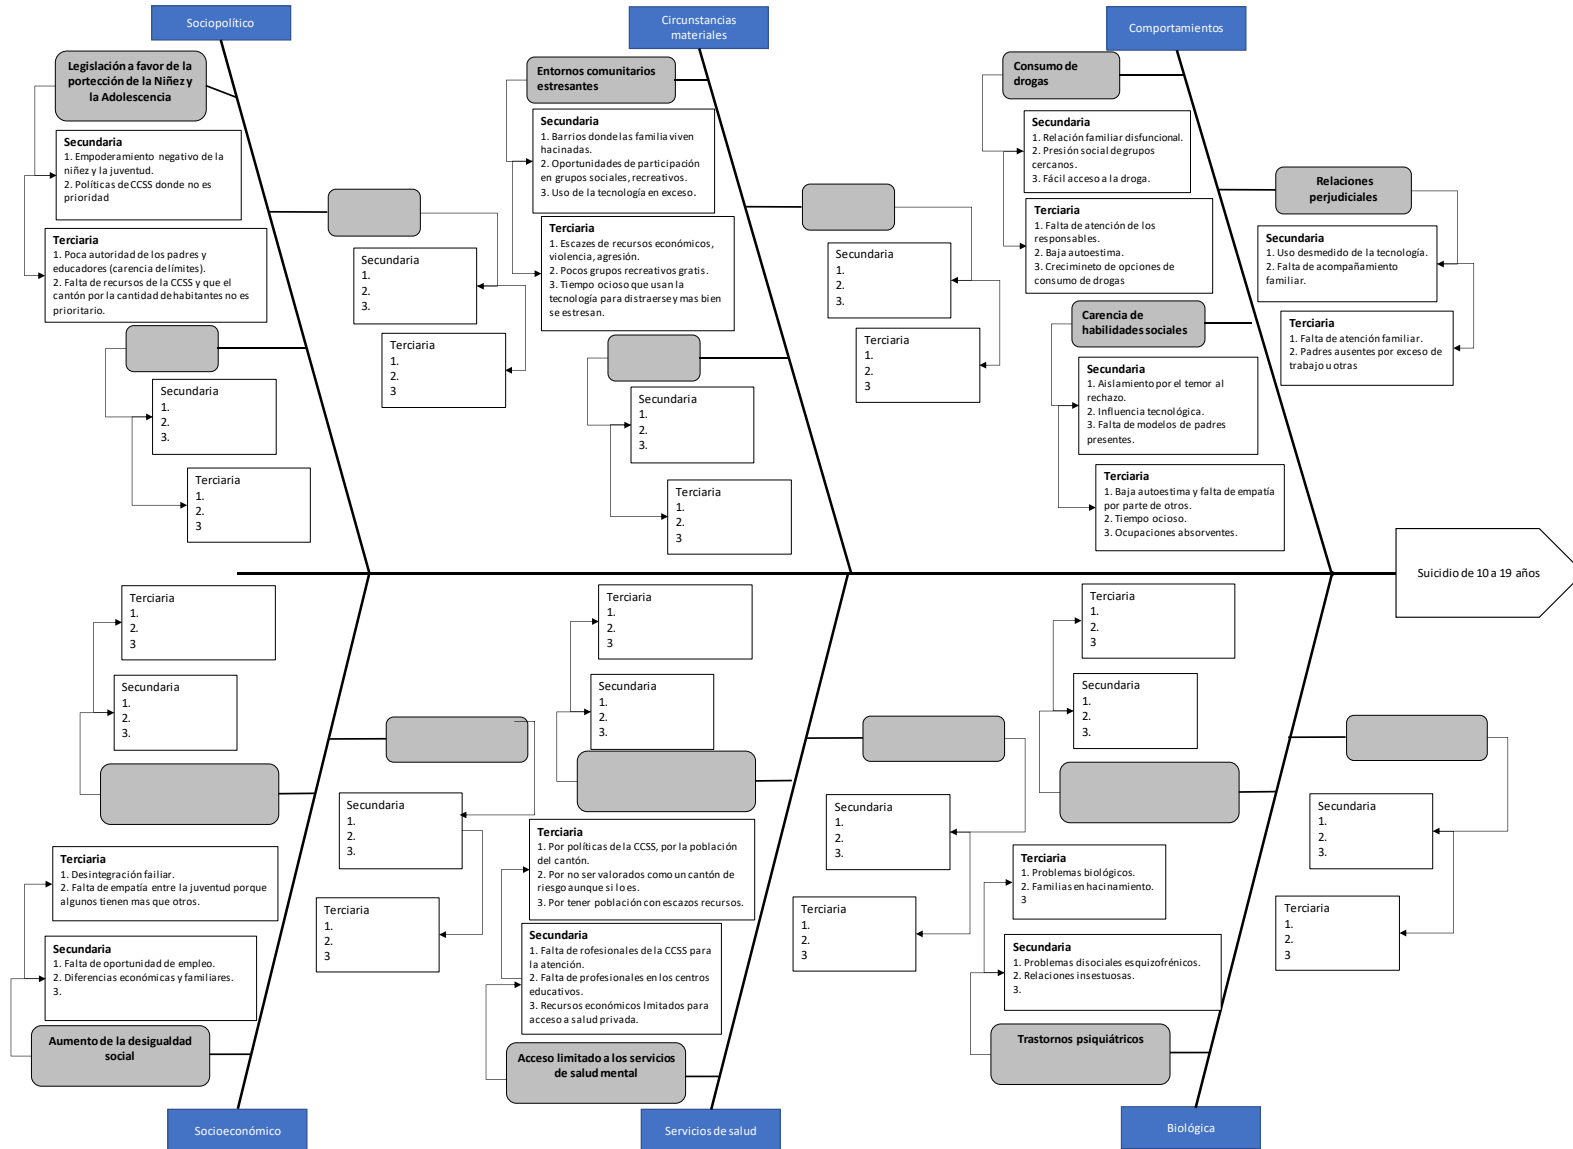 Sociopolítico
Legislación a favor de la
portección de la Niñez y
la Adolescencia
Secundaria
1. Empoderamiento negativo de la
niñez y la juventud.
2. Políticas de CCSS donde no es
prioridad
Terciaria
1. Poca autoridad de los padres y
educadores (carencia de límites).
2. Falta de recursos de la CCSS y que el
cantón por la cantidad de habitantes no es
prioritario.
Secundaria
1.
2.
3.
Terciaria
1.
2.
3
Secundaria
1.
2.
3.
Terciaria
1.
2.
3
Circunstancias
materiales
Entornos comunitarios
estresantes
Secundaria
1. Barrios donde las familia viven
hacinadas.
2. Oportunidades de participación
en grupos sociales, recreativos.
3. Uso de la tecnología en exceso.
Terciaria
1. Escazes de recursos económicos,
violencia, agresión.
2. Pocos grupos recreativos gratis.
3. Tiempo ocioso que usan la
tecnología para distraerse y mas bien
se estresan.
Secundaria
1.
2.
3.
Terciaria
1.
2.
3
Secundaria
1.
2.
3.
Terciaria
1.
2.
3
Comportamientos
Consumo de
drogas
Secundaria
1. Relación familiar disfuncional.
2. Presión social de grupos
cercanos.
3. Fácil acceso a la droga.
Terciaria
1. Falta de atención de los
responsables.
2. Baja autoestima.
3. Crecimineto de opciones de
consumo de drogas
Relaciones
perjudiciales
Secundaria
1. Uso desmedido de la tecnología.
2. Falta de acompañamiento
familiar.
Terciaria
1. Falta de atención familiar.
2. Padres ausentes por exceso de
trabajo u otras
Carencia de
habilidades sociales
Secundaria
1. Aislamiento por el temor al
rechazo.
2. Influencia tecnológica.
3. Falta de modelos de padres
presentes.
Terciaria
1. Baja autoestima y falta de empatía
por parte de otros.
2. Tiempo ocioso.
3. Ocupaciones absorventes.
Suicidio de 10 a 19 años
Terciaria
1.
2.
3
Secundaria
1.
2.
3.
Secundaria
1.
2.
3.
Terciaria
1.
2.
3
Terciaria
1. Desintegración failiar.
2. Falta de empatía entre la juventud porque
algunos tienen mas que otros.
Secundaria
1. Falta de oportunidad de empleo.
2. Diferencias económicas y familiares.
3.
Aumento de la desigualdad
social
Socioeconómico
Terciaria
1.
2.
3
Secundaria
1.
2.
3.
Secundaria
1.
2.
3.
Terciaria
1.
2.
3
Terciaria
1. Por políticas de la CCSS, por la población
del cantón.
2. Por no ser valorados como un cantón de
riesgo aunque si lo es.
3. Por tener población con escazos recursos.
Secundaria
1. Falta de rofesionales de la CCSS para
la atención.
2. Falta de profesionales en los centros
educativos.
3. Recursos económicos lmitados para
acceso a salud privada.
Acceso limitado a los servicios
de salud mental
Servicios de salud
Terciaria
1.
2.
3
Secundaria
1.
2.
3.
Secundaria
1.
2.
3.
Terciaria
1.
2.
3
Terciaria
1. Problemas biológicos.
2. Familias en hacinamiento.
3
Secundaria
1. Problemas disociales esquizofrénicos.
2. Relaciones insestuosas.
3.
Trastornos psiquiátricos
Biológica